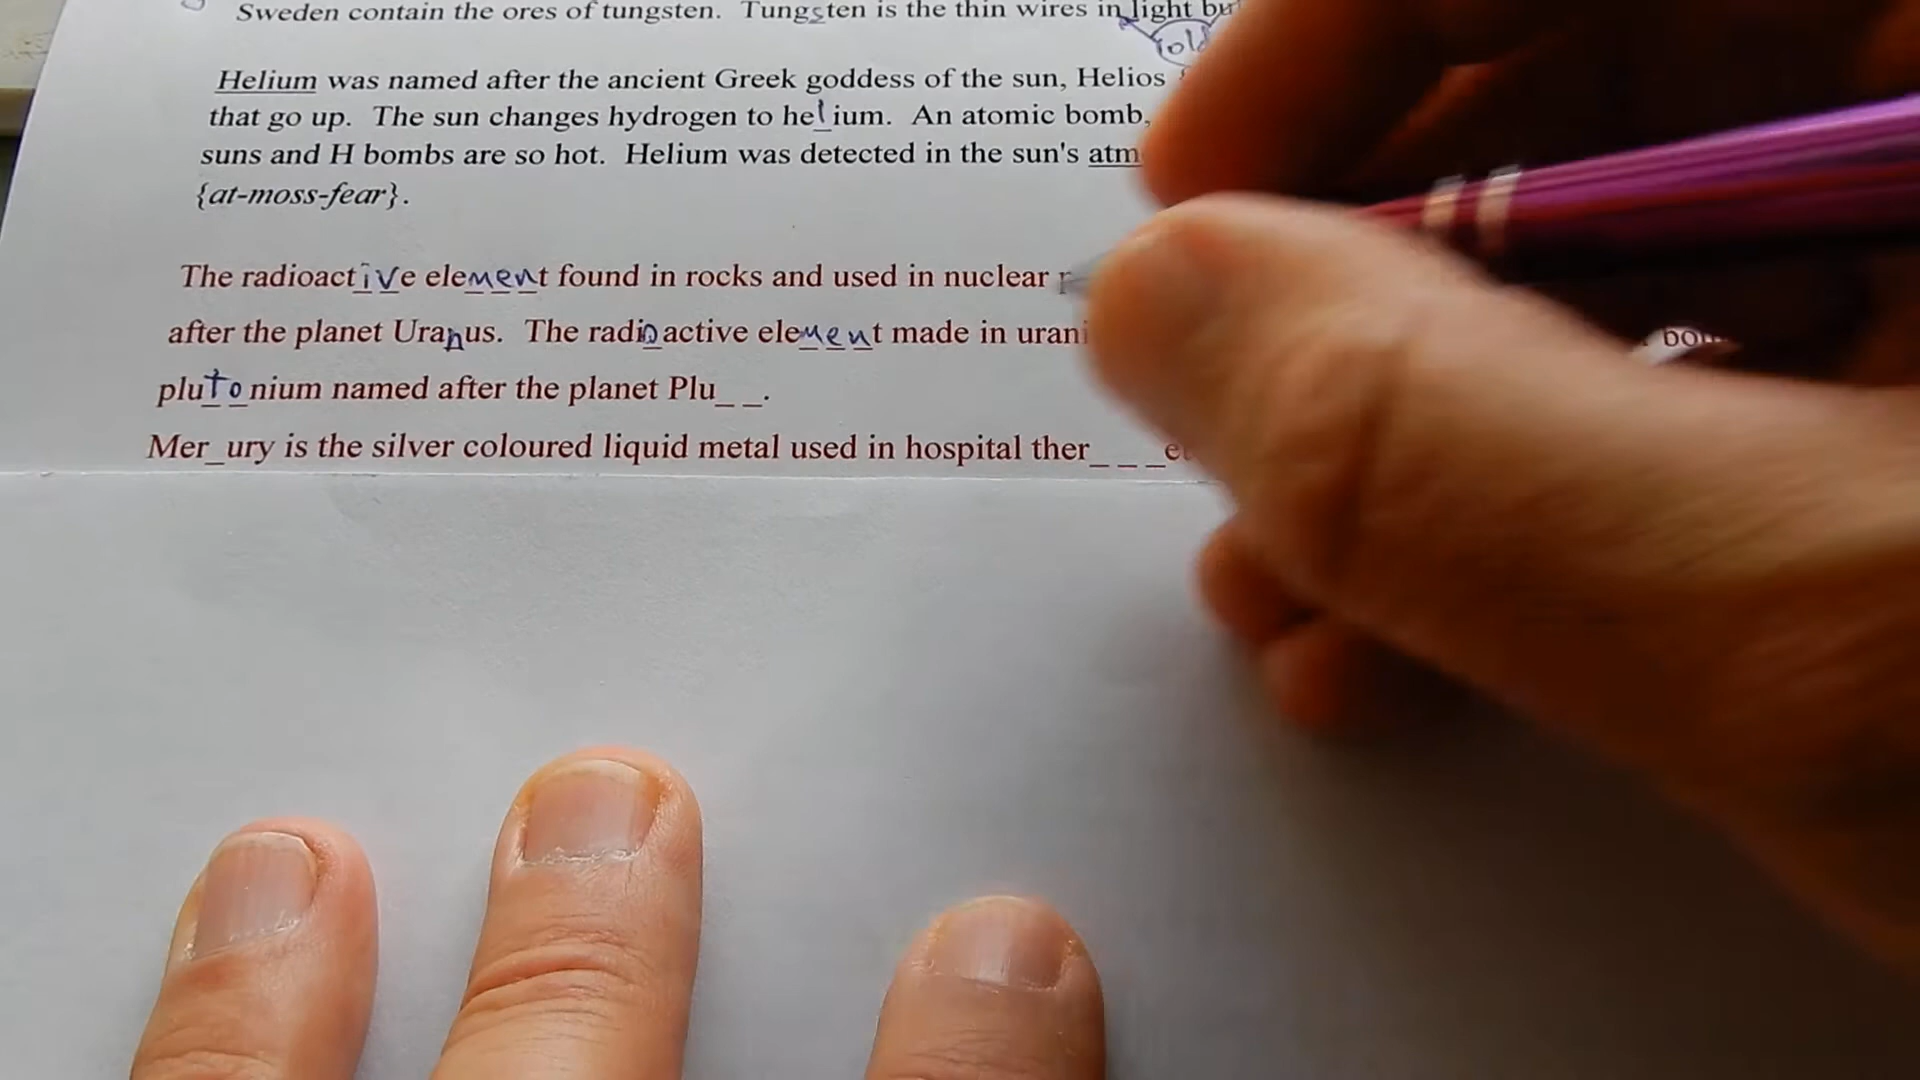 Sweden contain the ores of tungsten. Tungsten is the thin wires in light
old
Helium was named after the ancient Greek goddess of the sun, Helios
that go up. The sun changes hydrogen to helium. An atomic bomb,
suns and H bombs are so hot. Helium was detected in the sun's
{at-moss-fear}.
The radioactive element found in rocks and used in nuclear
after the planet Uranus. The radioactive element made in
plutonium named after the planet Plu_ _.
Mer_ury is the silver coloured liquid metal used in hospital ther_ _ _e